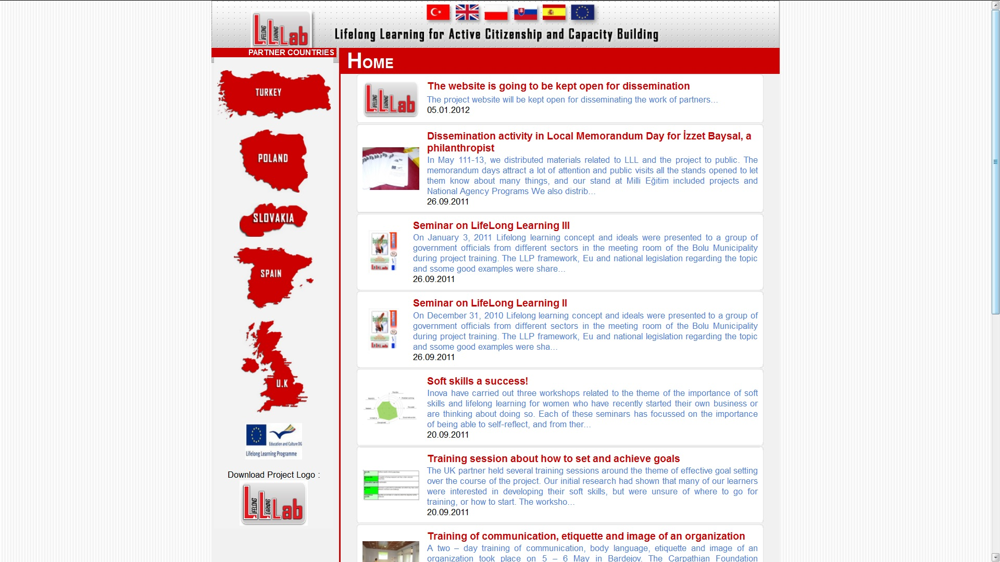 LIFELONG LEARNING Lab
Lifelong Learning for Active Citizenship and Capacity Building
PARTNER COUNTRIES
TURKEY
POLAND
SLOVAKIA
SPAIN
U.K
Education and Culture DG
Lifelong Learning Programme
Download Project Logo :
LIFELONG LEARNING Lab
HOME
LIFELONG LEARNING Lab
The website is going to be kept open for dissemination
The project website will be kept open for disseminating the work of partners...
05.01.2012
Dissemination activity in Local Memorandum Day for İzzet Baysal, a
philanthropist
In May 111-13, we distributed materials related to LLL and the project to public. The
memorandum days attract a lot of attention and public visits all the stands opened to let
them know about many things, and our stand at Milli Eğitim included projects and
National Agency Programs We also distrib...
26.09.2011
Seminar on LifeLong Learning III
On January 3, 2011 Lifelong learning concept and ideals were presented to a group of
government officials from different sectors in the meeting room of the Bolu Municipality
during project training. The LLP framework, Eu and national legislation regarding the topic
and ssome good examples were share...
26.09.2011
Seminar on LifeLong Learning II
On December 31, 2010 Lifelong learning concept and ideals were presented to a group of
government officials from different sectors in the meeting room of the Bolu Municipality
during project training. The LLP framework, Eu and national legislation regarding the topic
and ssome good examples were sha...
26.09.2011
Soft skills a success!
Inova have carried out three workshops related to the theme of the importance of soft
skills and lifelong learning for women who have recently started their own business or
are thinking about doing so. Each of these seminars has focussed on the importance
of being able to self-reflect, and from ther...
20.09.2011
Training session about how to set and achieve goals
The UK partner held several training sessions around the theme of effective goal setting
over the course of the project. Our initial research had shown that many of our learners
were interested in developing their soft skills, but were unsure of where to go for
training, or how to start. The worksho...
20.09.2011
Training of communication, etiquette and image of an organization
A two – day training of communication, body language, etiquette and image of an
organization took place on 5 – 6 May in Bardejov. The Carpathian Foundation